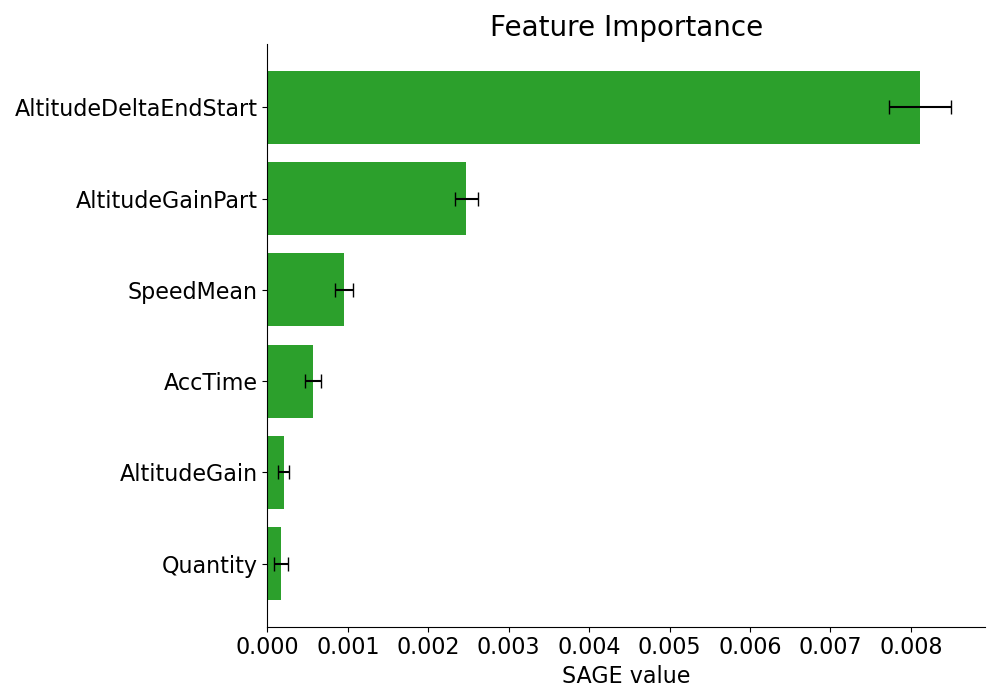 Feature Importance
AltitudeDeltaEndStart
AltitudeGainPart
SpeedMean
AccTime
AltitudeGain
Quantity
0.000 0.001 0.002 0.003 0.004 0.005 0.006 0.007 0.008
SAGE value